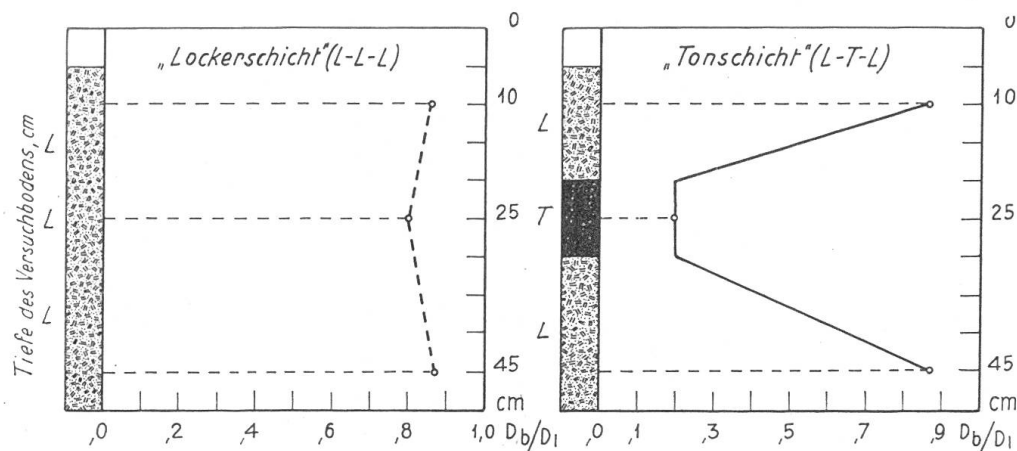 „Lockerschicht" (L-L-L)
Tiefe des Versuchbodens, cm
L
L
L
0
10
25
45
cm
,0 ,2 ,4 ,6 ,8 1,0 Db/Dl
„Tonschicht" (L-T-L)
L
T
L
0
10
25
45
cm
,0 ,1 ,3 ,5 ,7 ,9 Db/Dl